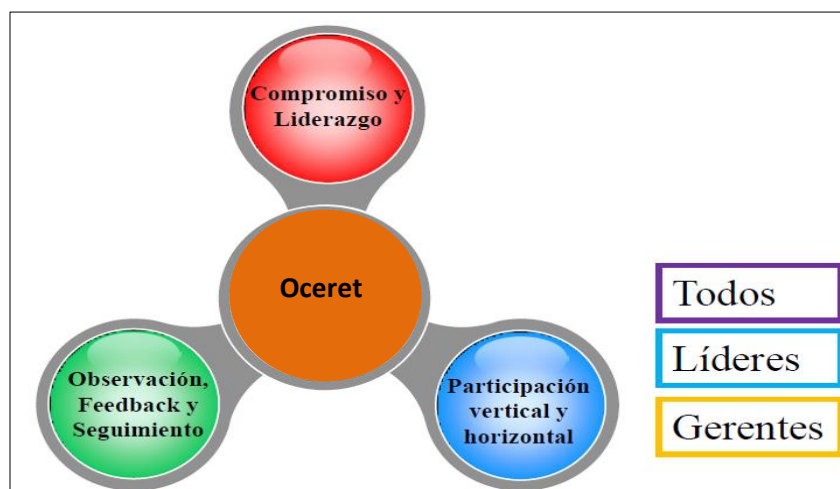 Compromiso y
Liderazgo
Oceret
Observación,
Feedback y
Seguimiento
Participación
vertical y
horizontal
Todos
Líderes
Gerentes